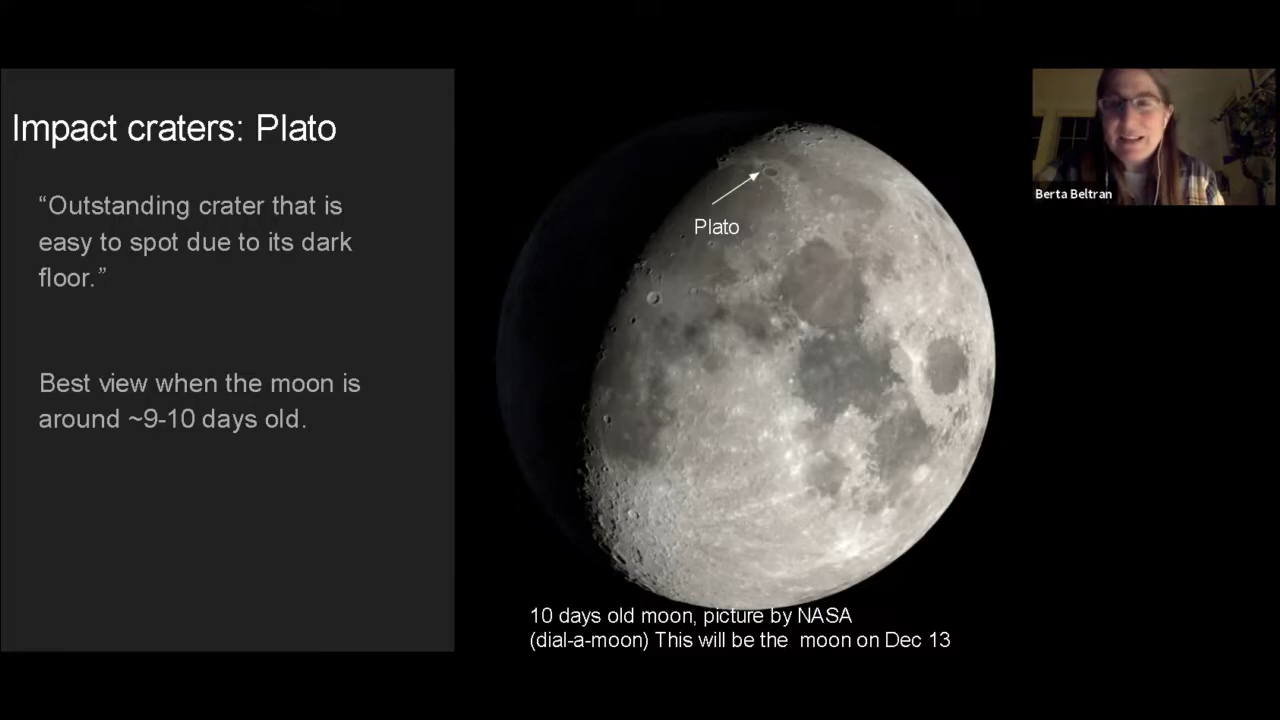 Impact craters: Plato
“Outstanding crater that is
easy to spot due to its dark
floor.”
Best view when the moon is
around ~9-10 days old.
Plato
10 days old moon, picture by NASA
(dial-a-moon) This will be the  moon on Dec 13
Berta Beltran